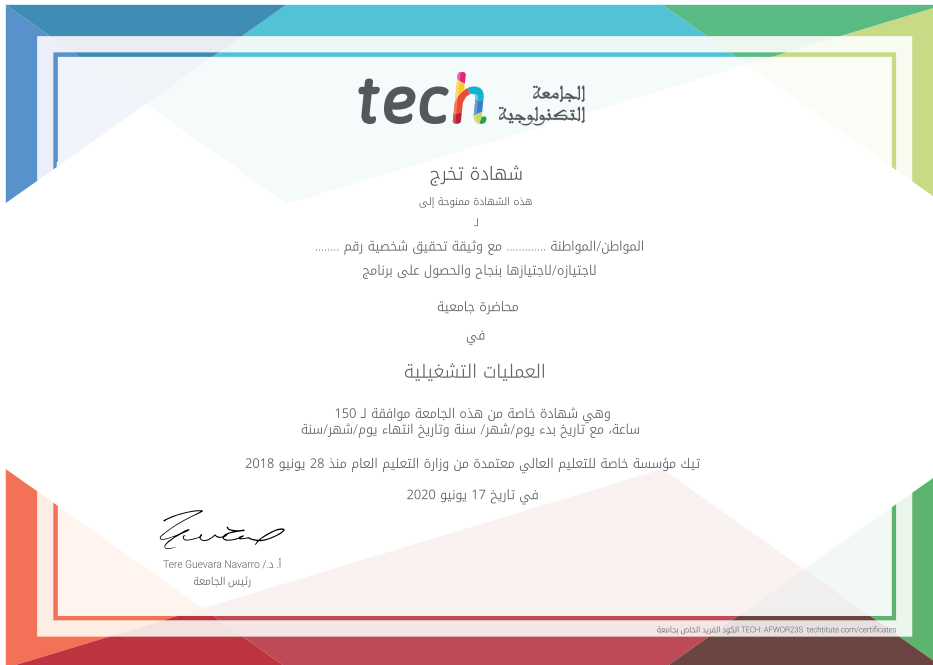 tech الجامعة
التكنولوجية
شهادة تخرج
هذه الشهادة ممنوحة إلى
لـ
المواطن/المواطنة ............ مع وثيقة تحقيق شخصية رقم ........
لاجتيازه/لاجتيازها بنجاح والحصول على برنامج
محاضرة جامعية
في
العمليات التشغيلية
وهي شهادة خاصة من هذه الجامعة موافقة لـ 150
ساعة، مع تاريخ بدء يوم/شهر/ سنة وتاريخ انتهاء يوم/شهر/سنة
تيك مؤسسة خاصة للتعليم العالي معتمدة من وزارة التعليم العام منذ 28 يونيو 2018
في تاريخ 17 يونيو 2020
أ. د./ Tere Guevara Navarro
رئيس الجامعة
الكود الفريد الخاص بجامعة TECH: AFWOR23S techtitute.com/certificates